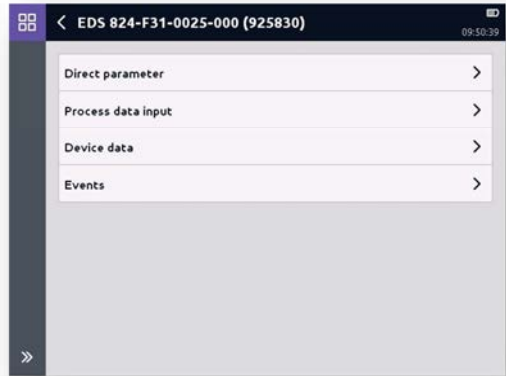 EDS 824-F31-0025-000 (925830)
09:50:39
Direct parameter
Process data input
Device data
Events